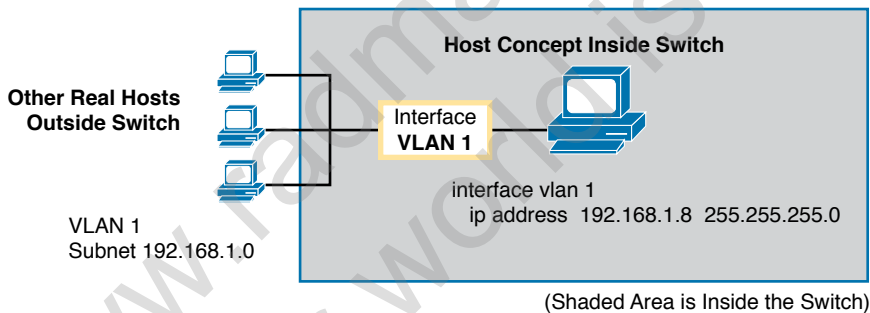 Host Concept Inside Switch
Other Real Hosts
Outside Switch
Interface
VLAN 1
interface vlan 1
ip address 192.168.1.8 255.255.255.0
VLAN 1
Subnet 192.168.1.0
(Shaded Area is Inside the Switch)